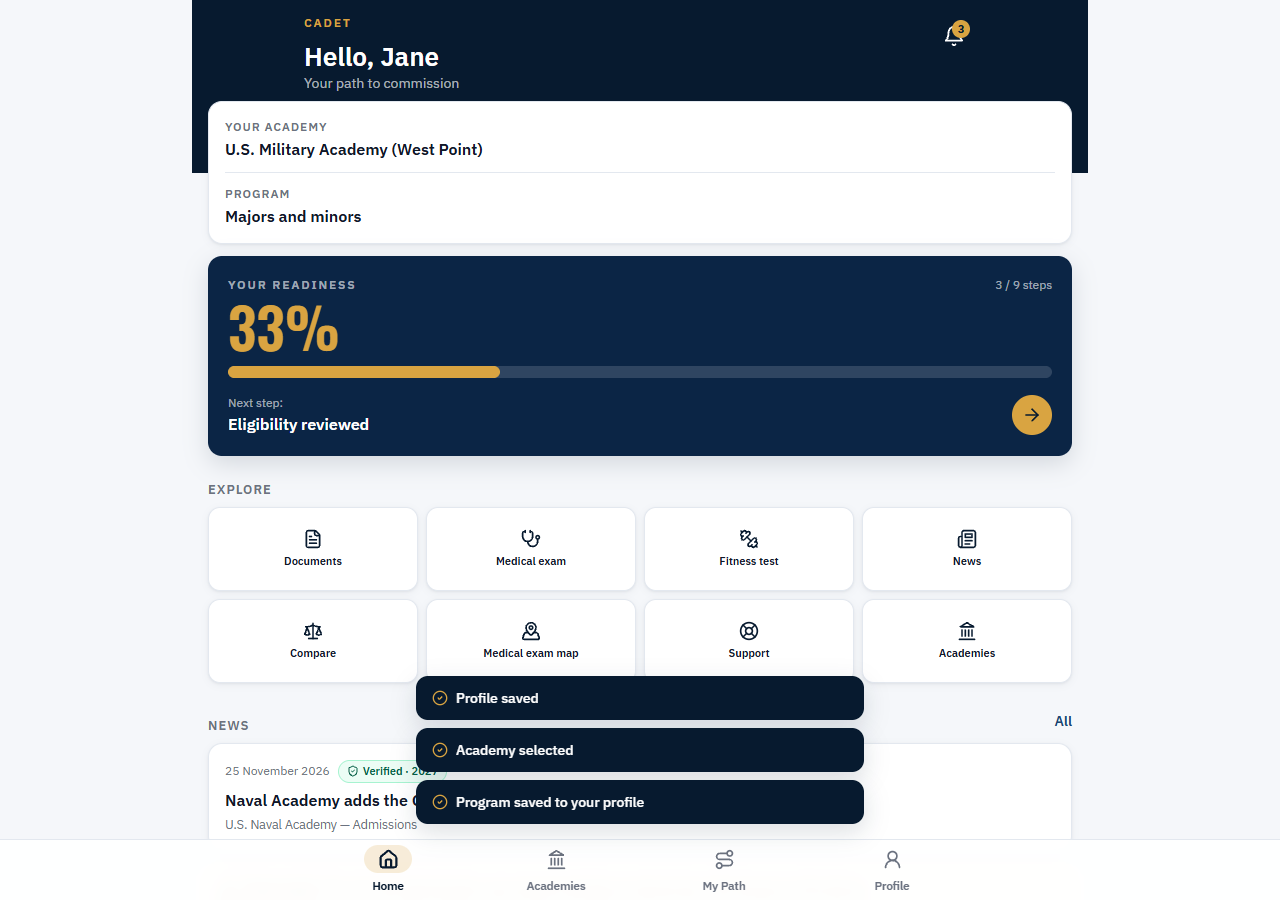 CADET
3
Hello, Jane
Your path to commission
YOUR ACADEMY
U.S. Military Academy (West Point)
PROGRAM
Majors and minors
YOUR READINESS
3 / 9 steps
33%
Next step:
Eligibility reviewed
EXPLORE
Documents
Medical exam
Fitness test
News
Compare
Medical exam map
Support
Academies
NEWS
All
25 November 2026
Verified · 2027
Naval Academy adds the
U.S. Naval Academy — Admissions
Profile saved
Academy selected
Program saved to your profile
Home
Academies
My Path
Profile